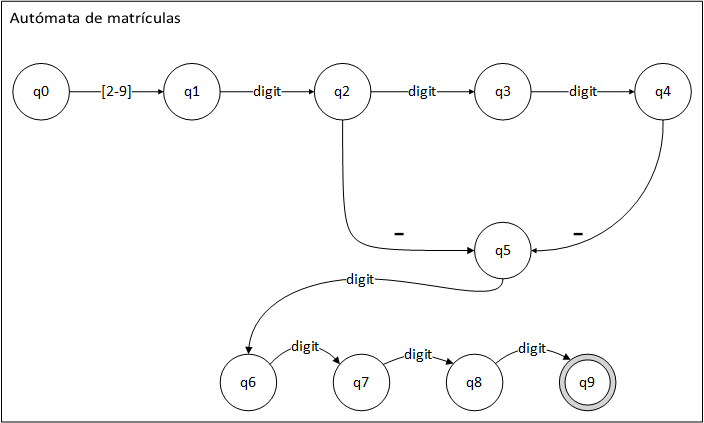 Autómata de matrículas
q0 [2-9] q1 digit q2 digit q3 digit q4
- -
q5
digit
digit digit digit
q6 q7 q8 q9